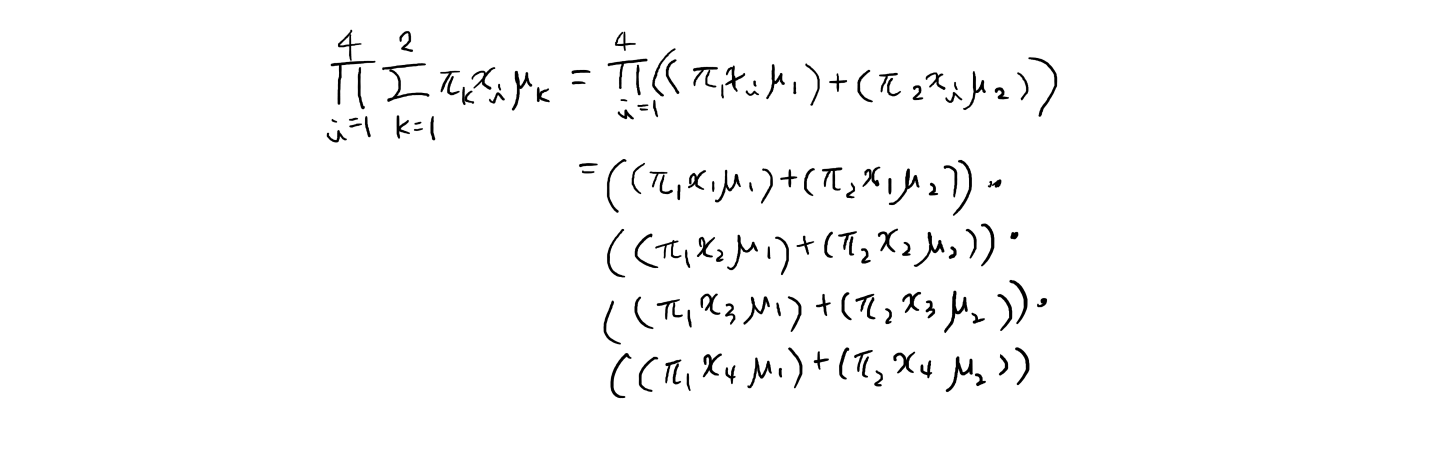 $\prod_{i=1}^{4} \sum_{k=1}^{2} \pi_k x_i \mu_k = \prod_{i=1}^{4} ((\pi_1 x_i \mu_1) + (\pi_2 x_i \mu_2))$
$= ((\pi_1 x_1 \mu_1) + (\pi_2 x_1 \mu_2)) \cdot$
$((\pi_1 x_2 \mu_1) + (\pi_2 x_2 \mu_2)) \cdot$
$((\pi_1 x_3 \mu_1) + (\pi_2 x_3 \mu_2)) \cdot$
$((\pi_1 x_4 \mu_1) + (\pi_2 x_4 \mu_2))$